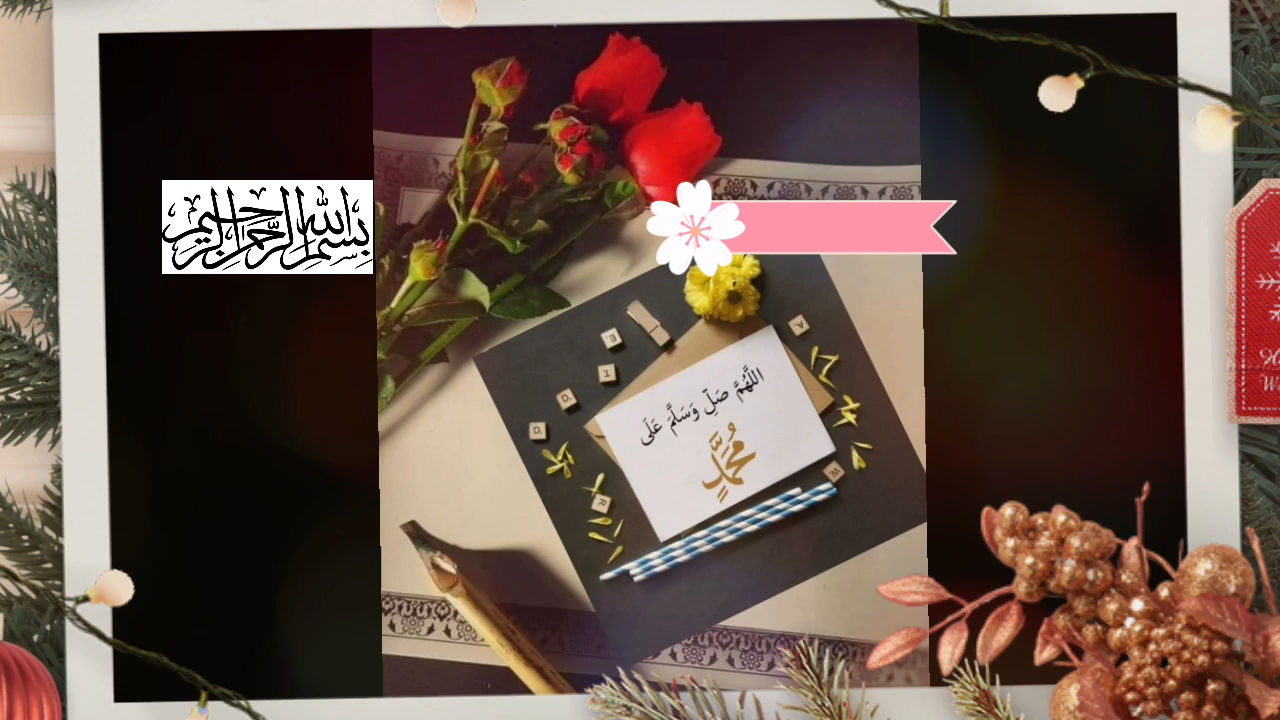 بسم الله الرحمن الرحيم
اللَّهُمَّ صَلِّ وَسَلَّمَ عَلَى
مُحَمَّدٍ
E
A
T
D
D
R
W